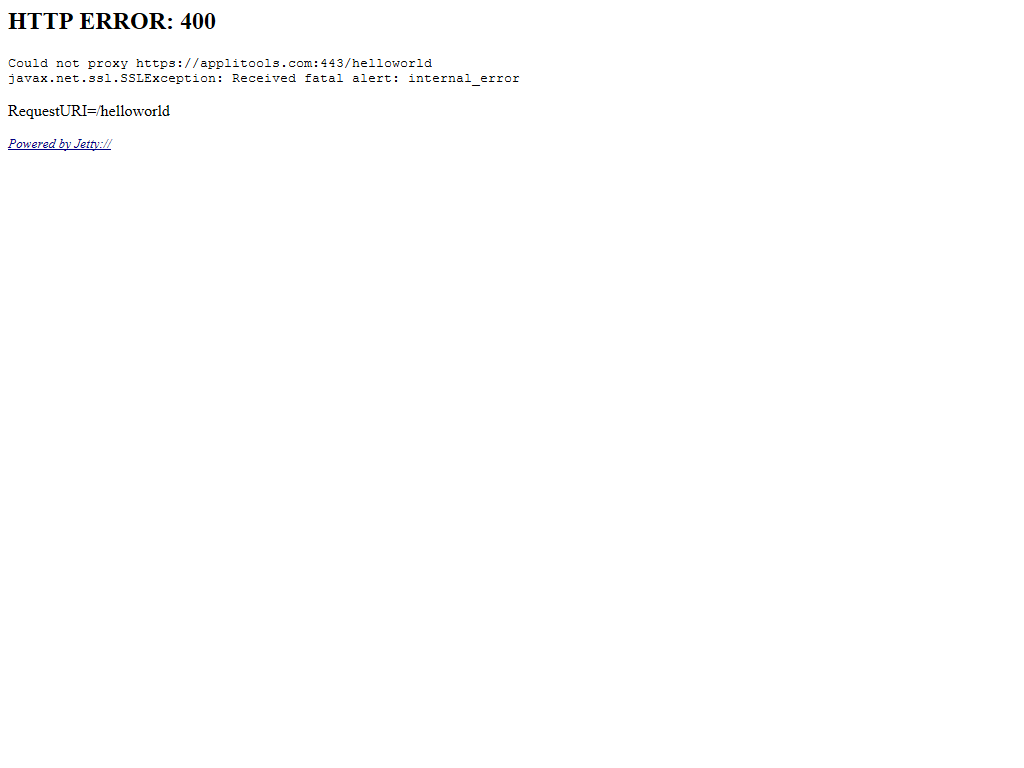 HTTP ERROR: 400
Could not proxy https://applitools.com:443/helloworld
javax.net.ssl.SSLException: Received fatal alert: internal_error
RequestURI=/helloworld
Powered by Jetty://